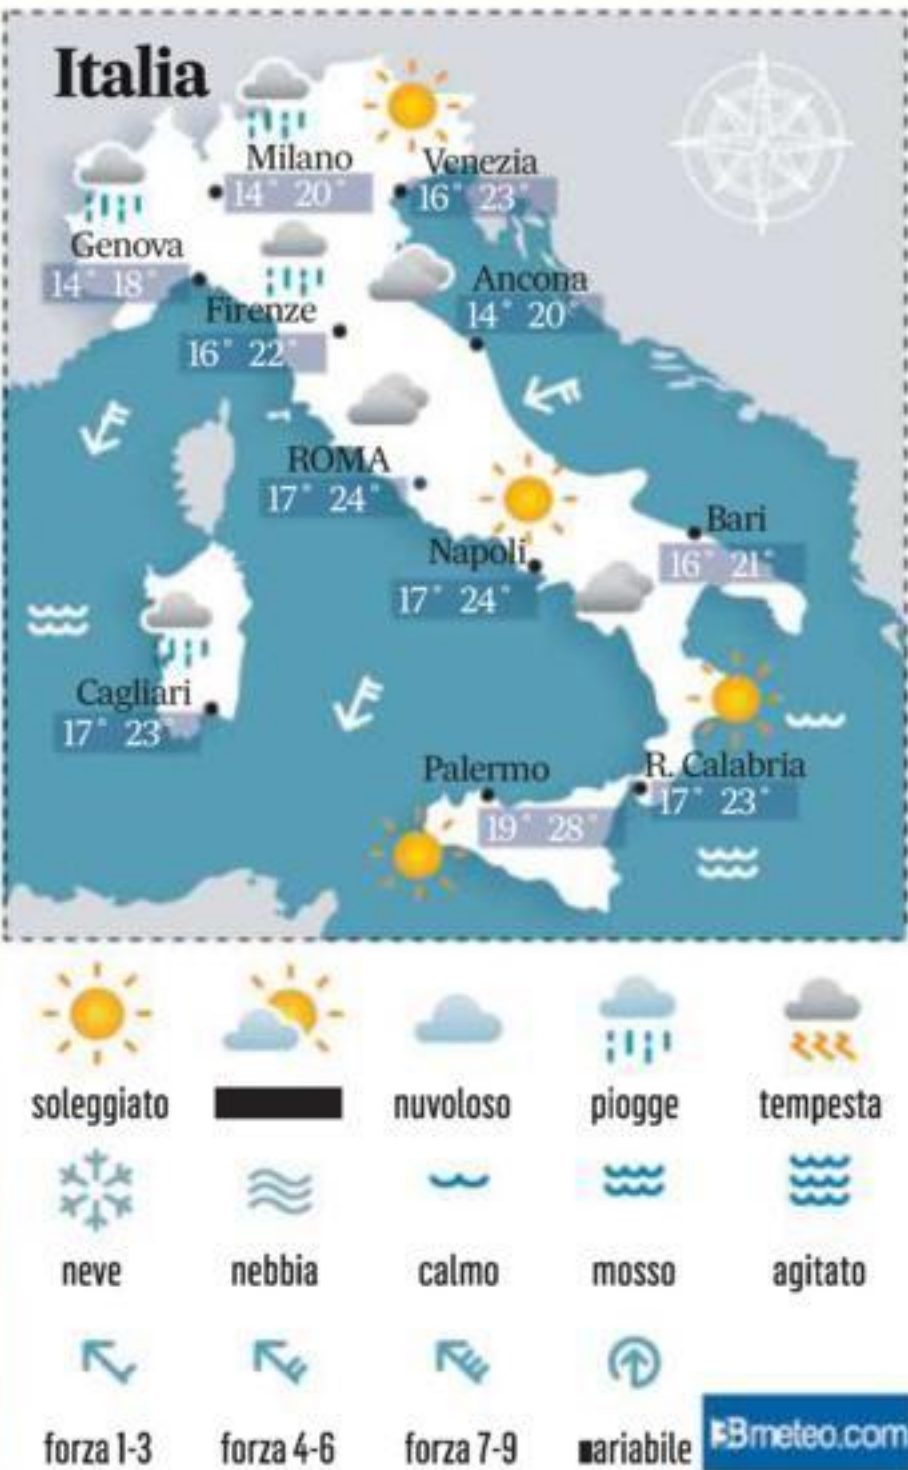 Italia
Milano
14° 20°
Venezia
16° 23°
Genova
14° 18°
Firenze
16° 22°
Ancona
14° 20°
ROMA
17° 24°
Napoli
17° 24°
Bari
16° 21°
Cagliari
17° 23°
Palermo
19° 28°
R. Calabria
17° 23°
soleggiato
nuvoloso
piogge
tempesta
neve
nebbia
calmo
mosso
agitato
forza 1-3
forza 4-6
forza 7-9
ariabile
3Bmeteo.com